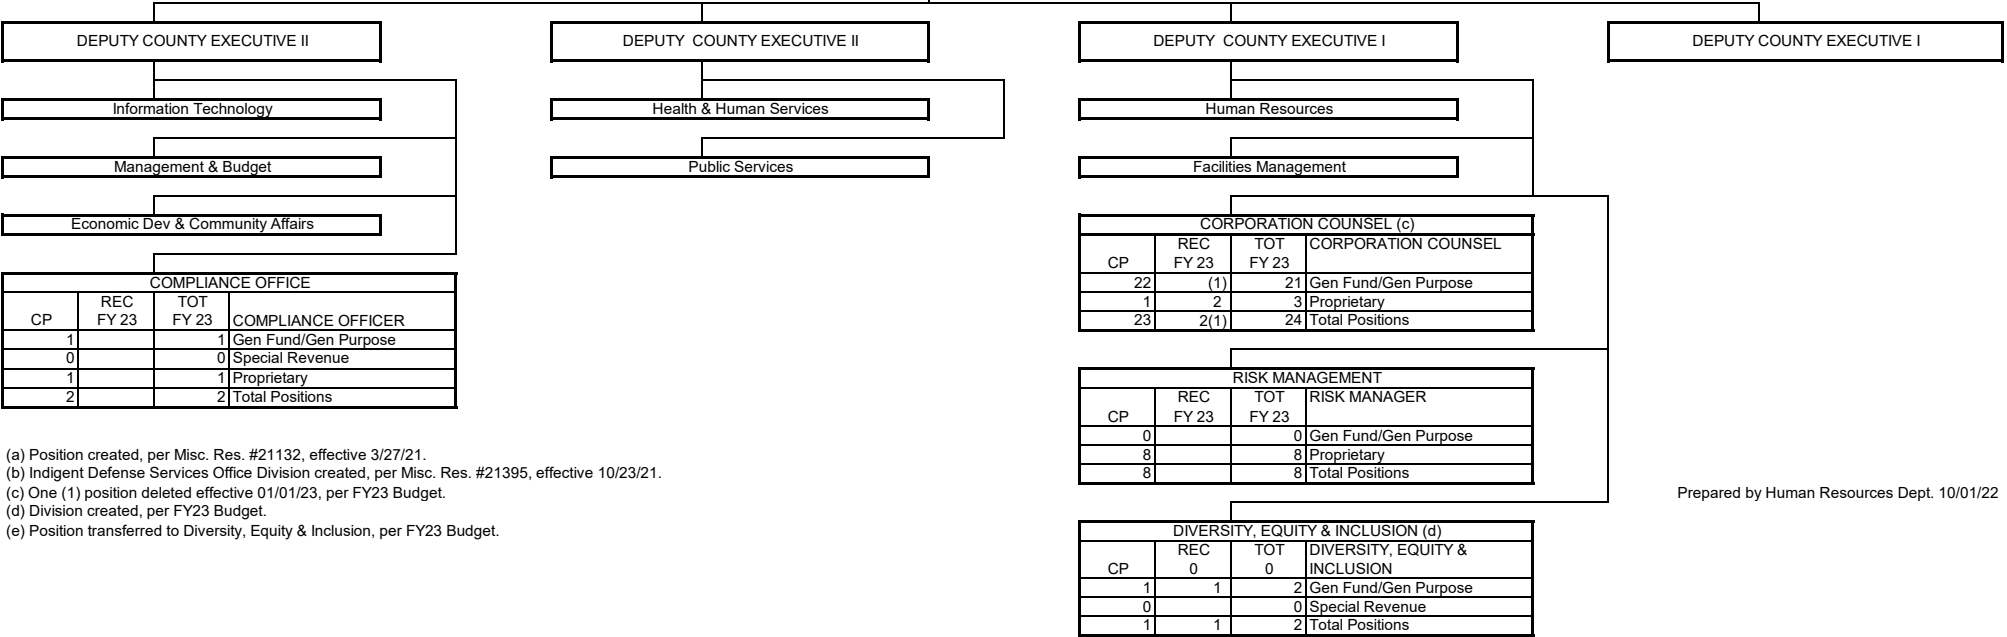 DEPUTY COUNTY EXECUTIVE II
DEPUTY COUNTY EXECUTIVE II
DEPUTY COUNTY EXECUTIVE I
DEPUTY COUNTY EXECUTIVE I
Information Technology
Health & Human Services
Human Resources
Management & Budget
Public Services
Facilities Management
Economic Dev & Community Affairs
COMPLIANCE OFFICE
REC TOT
CP FY 23 FY 23 COMPLIANCE OFFICER
1 1 Gen Fund/Gen Purpose
0 0 Special Revenue
1 1 Proprietary
2 2 Total Positions
CORPORATION COUNSEL (c)
REC TOT CORPORATION COUNSEL
CP FY 23 FY 23
22 (1) 21 Gen Fund/Gen Purpose
1 2 3 Proprietary
23 2(1) 24 Total Positions
RISK MANAGEMENT
REC TOT RISK MANAGER
CP FY 23 FY 23
0 0 Gen Fund/Gen Purpose
8 8 Proprietary
8 8 Total Positions
DIVERSITY, EQUITY & INCLUSION (d)
REC TOT DIVERSITY, EQUITY &
CP 0 0 INCLUSION
1 1 2 Gen Fund/Gen Purpose
0 0 Special Revenue
1 1 2 Total Positions
(a) Position created, per Misc. Res. #21132, effective 3/27/21.
(b) Indigent Defense Services Office Division created, per Misc. Res. #21395, effective 10/23/21.
(c) One (1) position deleted effective 01/01/23, per FY23 Budget.
(d) Division created, per FY23 Budget.
(e) Position transferred to Diversity, Equity & Inclusion, per FY23 Budget.
Prepared by Human Resources Dept. 10/01/22